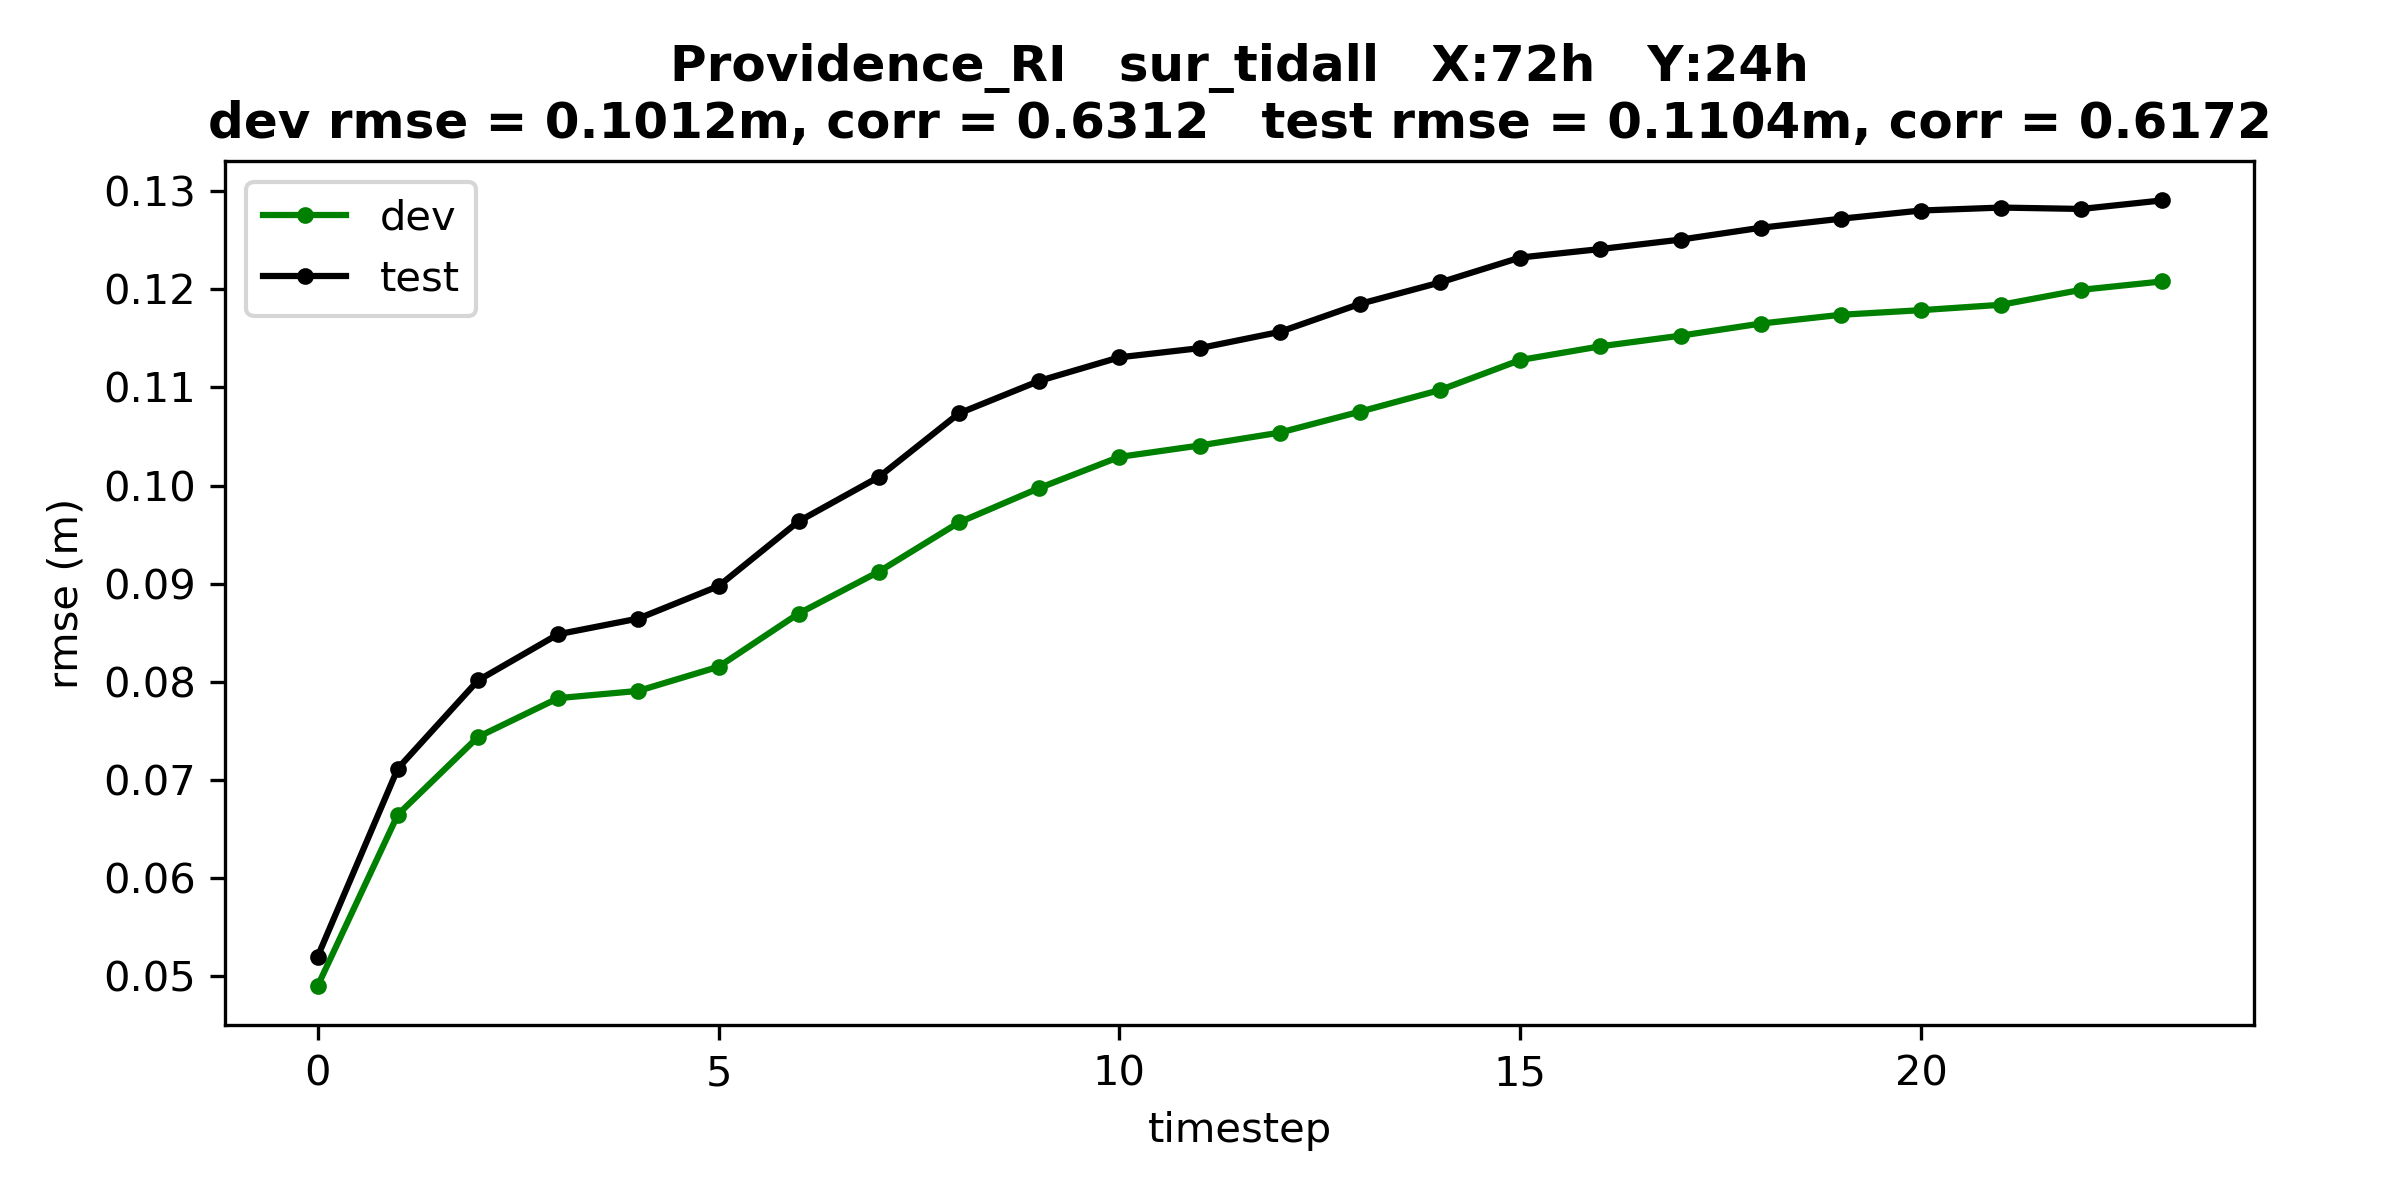 Providence_RI sur_tidall X:72h Y:24h
dev rmse = 0.1012m, corr = 0.6312 test rmse = 0.1104m, corr = 0.6172
dev
test
0.13
0.12
0.11
0.10
0.09
0.08
0.07
0.06
0.05
rmse (m)
0 5 10 15 20
timestep